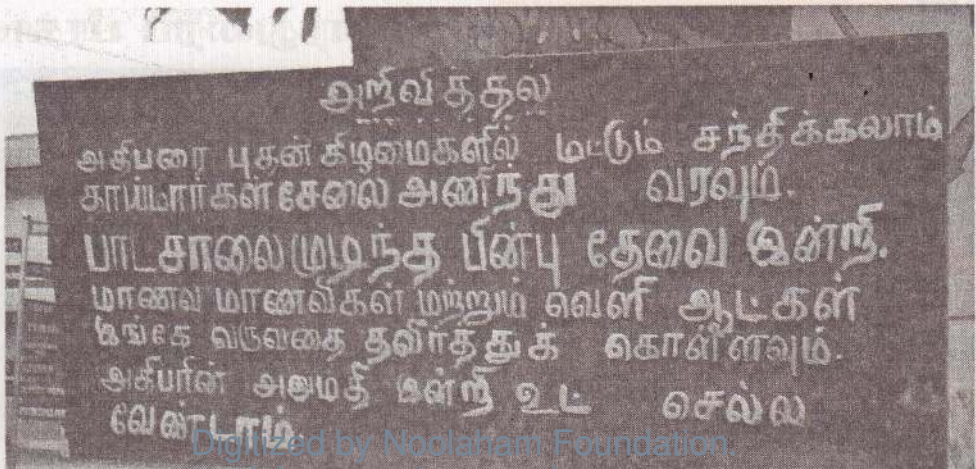 அறிவித்தல்
அதிபரை புதன்கிழமைகளில் மட்டும் சந்திக்கலாம்
தாய்மார்கள் சேலை அணிந்து வரவும்.
பாடசாலை முடிந்த பின்பு தேவை இன்றி.
மாணவ மாணவிகள் மற்றும் வெளி ஆட்கள்
இங்கே வருவதை தவிர்த்துக் கொள்ளவும்.
அதிபரின் அனுமதி இன்றி உட் செல்ல
வேண்டாம்.
Digitized by Noolaham Foundation.